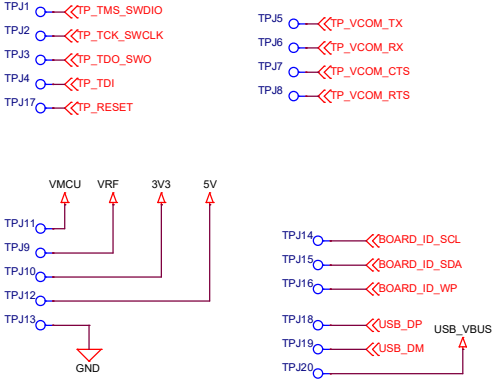 TPJ1 TP_TMS_SWDIO
TPJ2 TP_TCK_SWCLK
TPJ3 TP_TDO_SWO
TPJ4 TP_TDI
TPJ17 TP_RESET
TPJ5 TP_VCOM_TX
TPJ6 TP_VCOM_RX
TPJ7 TP_VCOM_CTS
TPJ8 TP_VCOM_RTS
VMCU VRF 3V3 5V
TPJ11
TPJ9
TPJ10
TPJ12
TPJ13
GND
TPJ14 BOARD_ID_SCL
TPJ15 BOARD_ID_SDA
TPJ16 BOARD_ID_WP
TPJ18 USB_DP
USB_VBUS
TPJ19 USB_DM
TPJ20